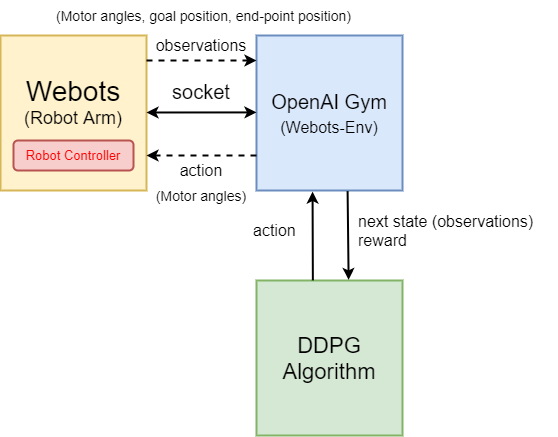 (Motor angles, goal position, end-point position)
observations
Webots
(Robot Arm)
Robot Controller
socket
OpenAI Gym
(Webots-Env)
action
(Motor angles)
action
next state (observations)
reward
DDPG
Algorithm